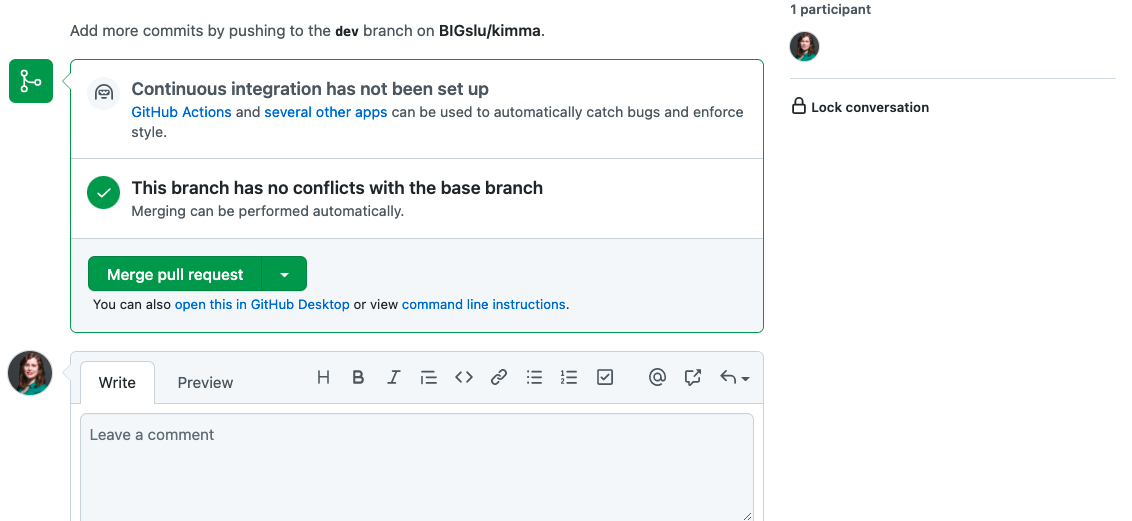 Add more commits by pushing to the dev branch on BIGslu/kimma.
1 participant
Lock conversation
Continuous integration has not been set up
GitHub Actions and several other apps can be used to automatically catch bugs and enforce
style.
This branch has no conflicts with the base branch
Merging can be performed automatically.
Merge pull request
You can also open this in GitHub Desktop or view command line instructions.
Write Preview
Leave a comment